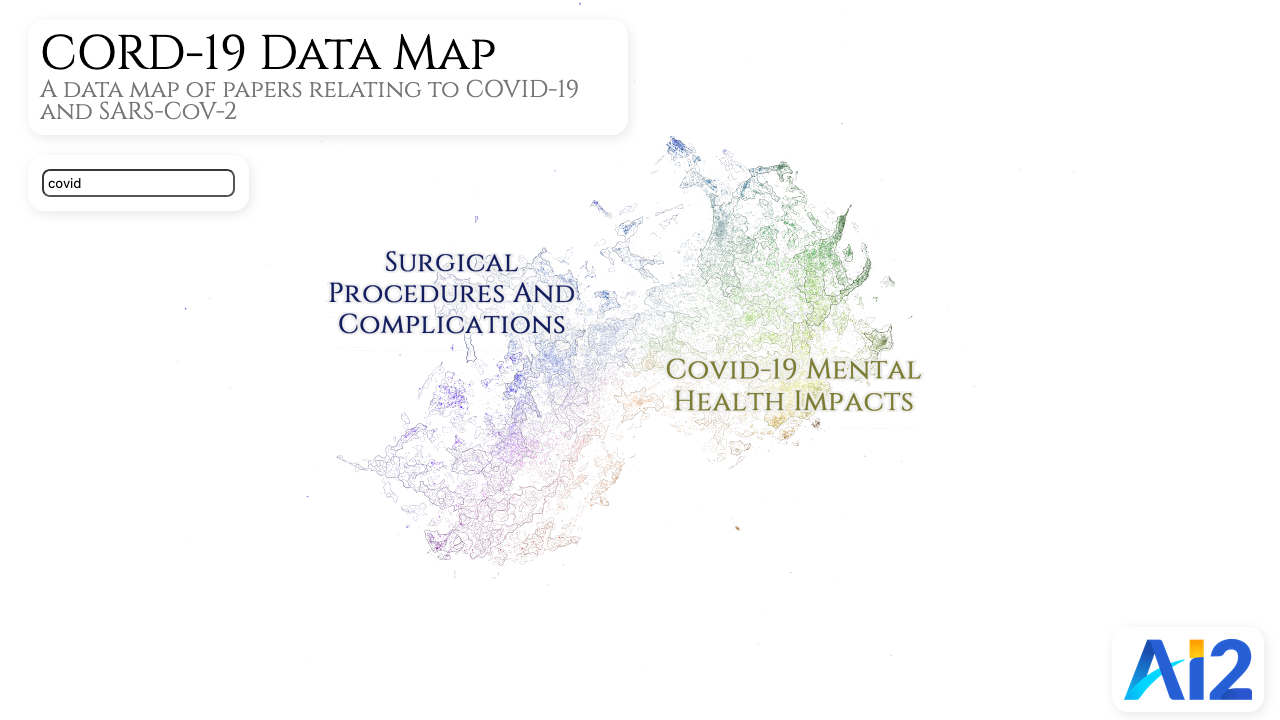 CORD-19 Data Map
A data map of papers relating to COVID-19
and SARS-CoV-2
covid
Surgical
Procedures And
Complications
Covid-19 Mental
Health Impacts
Ai2